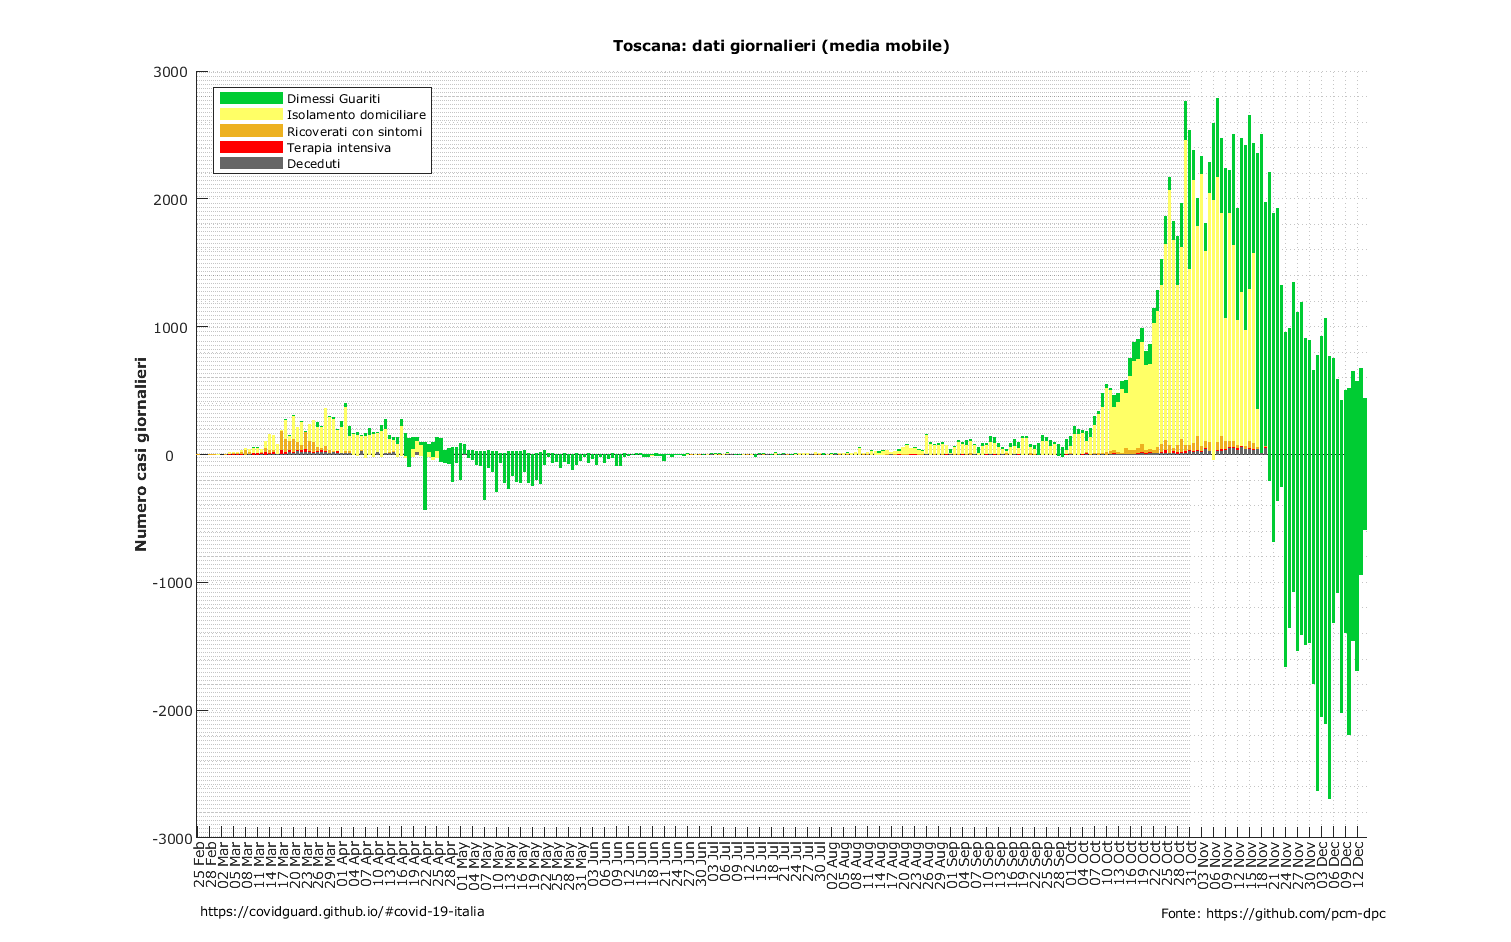 Toscana: dati giornalieri (media mobile)
Dimessi Guariti
Isolamento domiciliare
Ricoverati con sintomi
Terapia intensiva
Deceduti
3000
2000
1000
0
-1000
-2000
-3000
Numero casi giornalieri
25 Feb
28 Feb
02 Mar
05 Mar
08 Mar
11 Mar
14 Mar
17 Mar
20 Mar
23 Mar
26 Mar
29 Mar
01 Apr
04 Apr
07 Apr
10 Apr
13 Apr
16 Apr
19 Apr
22 Apr
25 Apr
28 Apr
01 May
04 May
07 May
10 May
13 May
16 May
19 May
22 May
25 May
28 May
31 May
03 Jun
06 Jun
09 Jun
12 Jun
15 Jun
18 Jun
21 Jun
24 Jun
27 Jun
30 Jun
03 Jul
06 Jul
09 Jul
12 Jul
15 Jul
18 Jul
21 Jul
24 Jul
27 Jul
30 Jul
02 Aug
05 Aug
08 Aug
11 Aug
14 Aug
17 Aug
20 Aug
23 Aug
26 Aug
29 Aug
01 Sep
04 Sep
07 Sep
10 Sep
13 Sep
16 Sep
19 Sep
22 Sep
25 Sep
28 Sep
01 Oct
04 Oct
07 Oct
10 Oct
13 Oct
16 Oct
19 Oct
22 Oct
25 Oct
28 Oct
31 Oct
03 Nov
06 Nov
09 Nov
12 Nov
15 Nov
18 Nov
21 Nov
24 Nov
27 Nov
30 Nov
03 Dec
06 Dec
09 Dec
12 Dec
https://covidguard.github.io/#covid-19-italia
Fonte: https://github.com/pcm-dpc